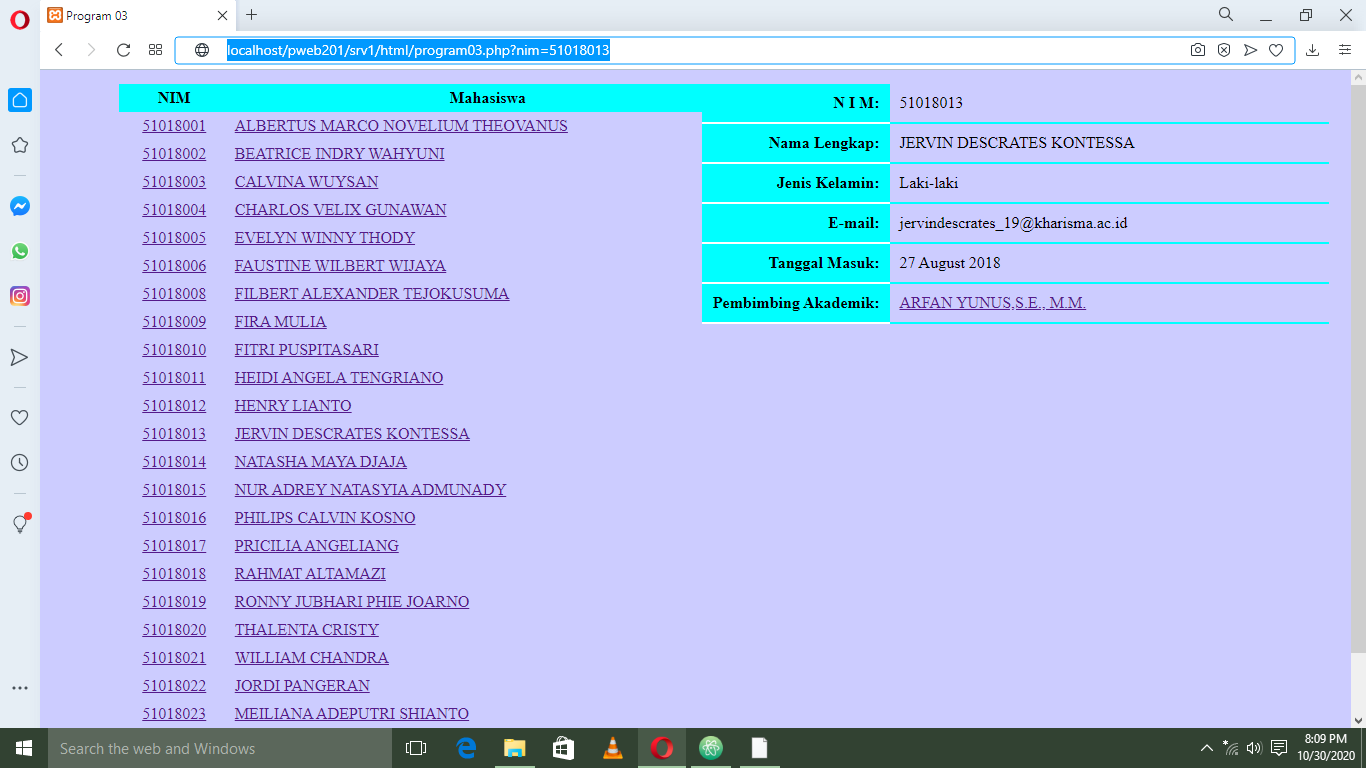 Program 03
localhost/pweb201/srv1/html/program03.php?nim=51018013
NIM Mahasiswa
51018001 ALBERTUS MARCO NOVELIUM THEOVANUS
51018002 BEATRICE INDRY WAHYUNI
51018003 CALVINA WUYSAN
51018004 CHARLOS VELIX GUNAWAN
51018005 EVELYN WINNY THODY
51018006 FAUSTINE WILBERT WIJAYA
51018008 FILBERT ALEXANDER TEJOKUSUMA
51018009 FIRA MULIA
51018010 FITRI PUSPITASARI
51018011 HEIDI ANGELA TENGRIANO
51018012 HENRY LIANTO
51018013 JERVIN DESCRATES KONTESSA
51018014 NATASHA MAYA DJAJA
51018015 NUR ADREY NATASYIA ADMUNADY
51018016 PHILIPS CALVIN KOSNO
51018017 PRICILIA ANGELIANG
51018018 RAHMAT ALTAMAZI
51018019 RONNY JUBHARI PHIE JOARNO
51018020 THALENTA CRISTY
51018021 WILLIAM CHANDRA
51018022 JORDI PANGERAN
51018023 MEILIANA ADEPUTRI SHIANTO
N I M: 51018013
Nama Lengkap: JERVIN DESCRATES KONTESSA
Jenis Kelamin: Laki-laki
E-mail: jervindescrates_19@kharisma.ac.id
Tanggal Masuk: 27 August 2018
Pembimbing Akademik: ARFAN YUNUS,S.E., M.M.
Search the web and Windows
8:09 PM
10/30/2020